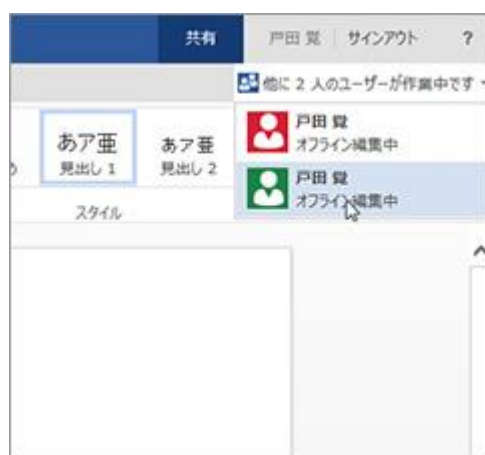 共有 戸田 覚 サインアウト ?
他に 2 人のユーザーが作業中です
戸田 覚
オフライン編集中
戸田 覚
オフライン編集中
あア亜 あア亜
見出し 1 見出し 2
スタイル